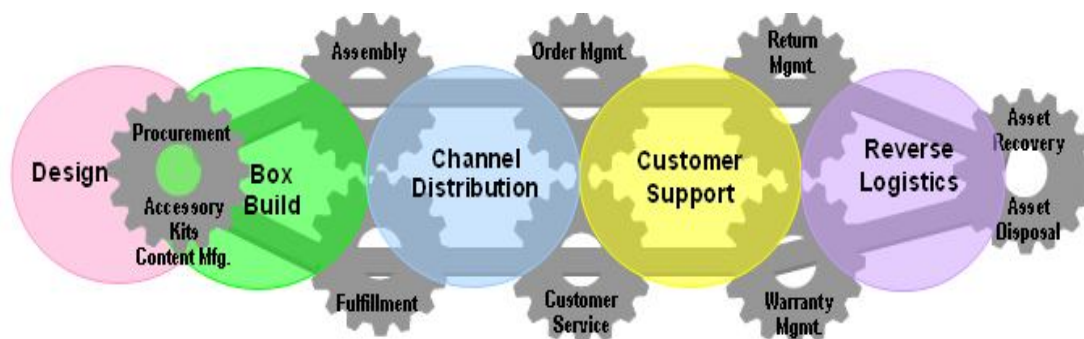 Design
Procurement
Accessory
Kits
Content Mfg.
Box
Build
Assembly
Fulfillment
Channel
Distribution
Order Mgmt.
Customer
Service
Customer
Support
Return
Mgmt.
Warranty
Mgmt.
Reverse
Logistics
Asset
Recovery
Asset
Disposal